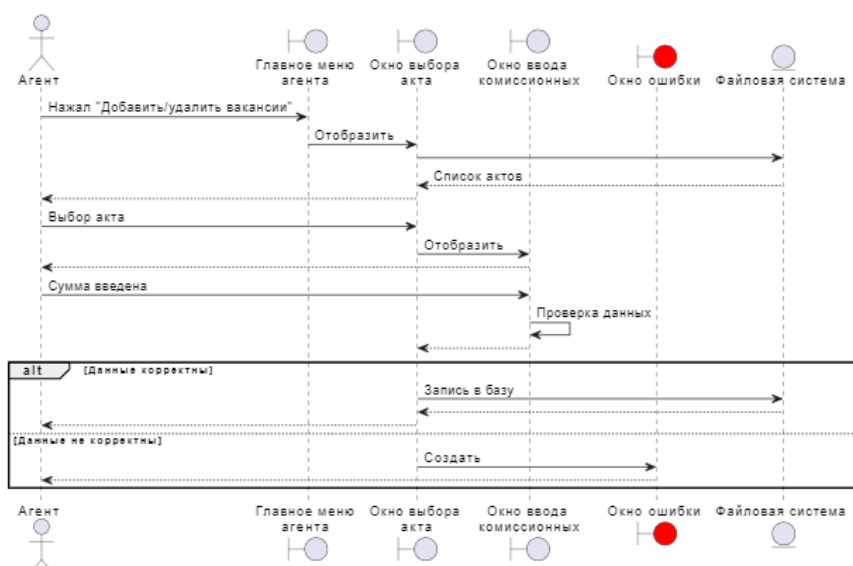 Агент
Главное меню
агента
Окно выбора
акта
Окно ввода
комиссионных
Окно ошибки
Файловая система
Нажал "Добавить/удалить вакансии"
Отобразить
Список актов
Выбор акта
Отобразить
Сумма введена
Проверка данных
alt
[Данные корректны]
Запись в базу
[Данные не корректны]
Создать
Агент
Главное меню
агента
Окно выбора
акта
Окно ввода
комиссионных
Окно ошибки
Файловая система